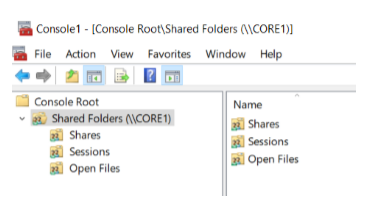 Console1 - [Console Root\Shared Folders (\\CORE1)]
File Action View Favorites Window Help
Console Root
Shared Folders (\\CORE1)
Shares
Sessions
Open Files
Name
Shares
Sessions
Open Files